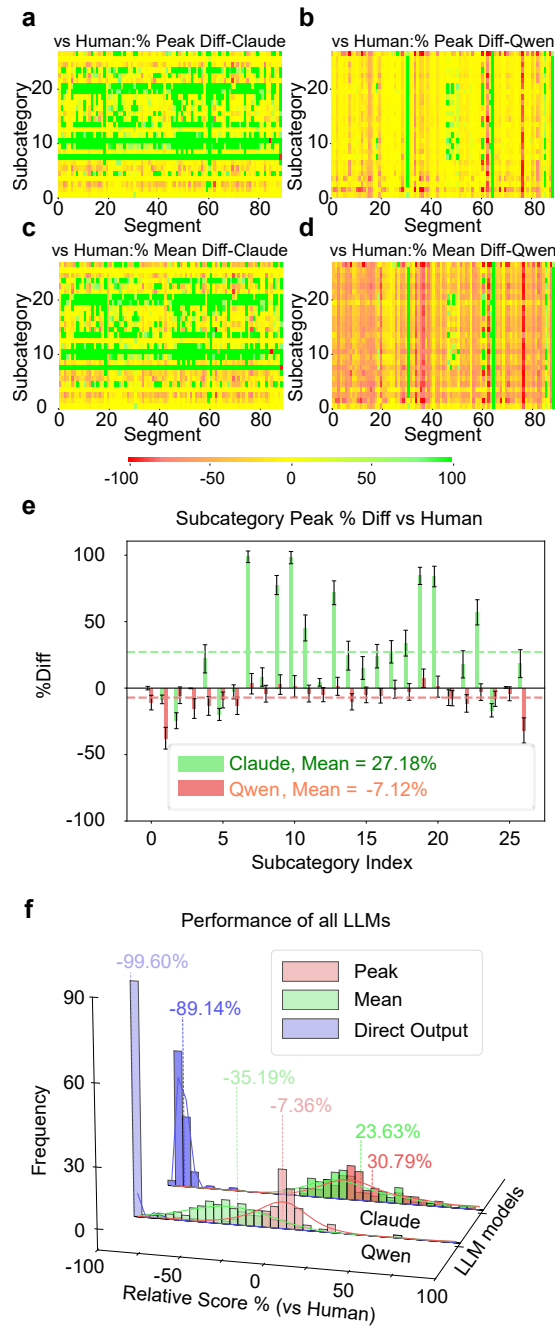 a
b
vs Human:% Peak Diff-Claude
vs Human:% Peak Diff-Qwen
Subcategory
20
10
0
0 20 40 60 80
Segment
Subcategory
20
10
0
0 20 40 60 80
Segment
c
d
vs Human:% Mean Diff-Claude
vs Human:% Mean Diff-Qwen
Subcategory
20
10
0
0 20 40 60 80
Segment
Subcategory
20
10
0
0 20 40 60 80
Segment
-100 -50 0 50 100
e
Subcategory Peak % Diff vs Human
%Diff
100
50
0
-50
-100
Claude, Mean = 27.18%
Qwen, Mean = -7.12%
0 5 10 15 20 25
Subcategory Index
f
Performance of all LLMs
-99.60%
-89.14%
-35.19%
-7.36%
23.63%
30.79%
Peak
Mean
Direct Output
Frequency
90
60
30
0
Claude
Qwen
LLM models
-100 -50 0 50 100
Relative Score % (vs Human)